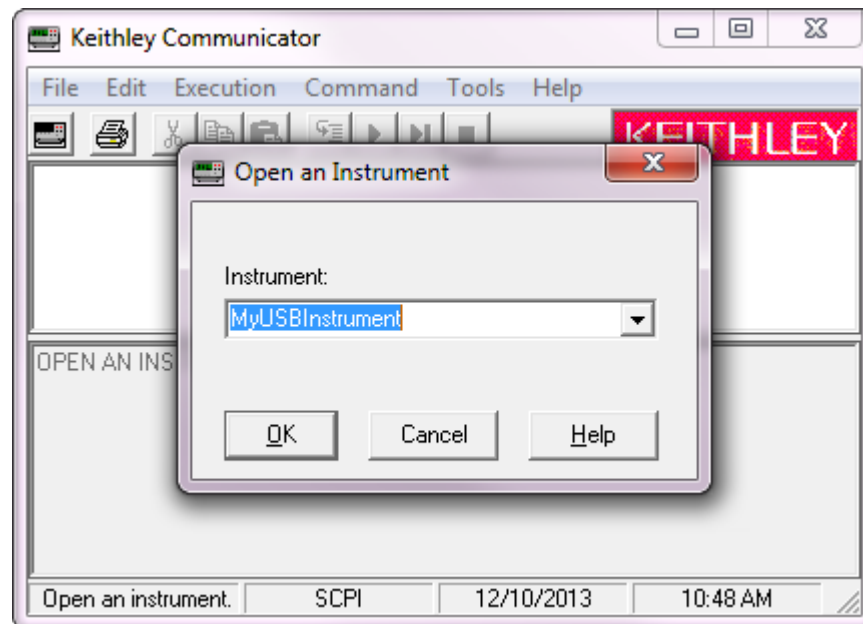 Keithley Communicator
File Edit Execution Command Tools Help
KEITHLEY
Open an Instrument
Instrument:
MyUSBInstrument
OPEN AN INS
OK Cancel Help
Open an instrument. SCPI 12/10/2013 10:48 AM